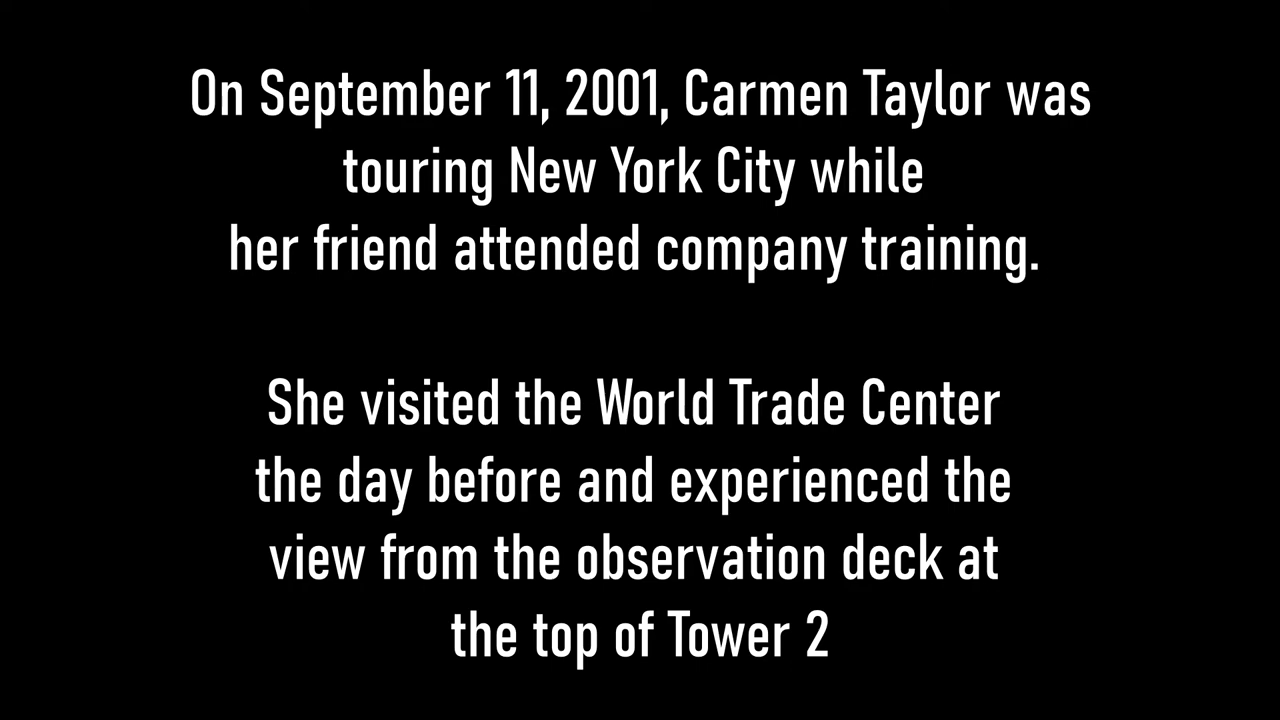 On September 11, 2001, Carmen Taylor was
touring New York City while
her friend attended company training.
She visited the World Trade Center
the day before and experienced the
view from the observation deck at
the top of Tower 2